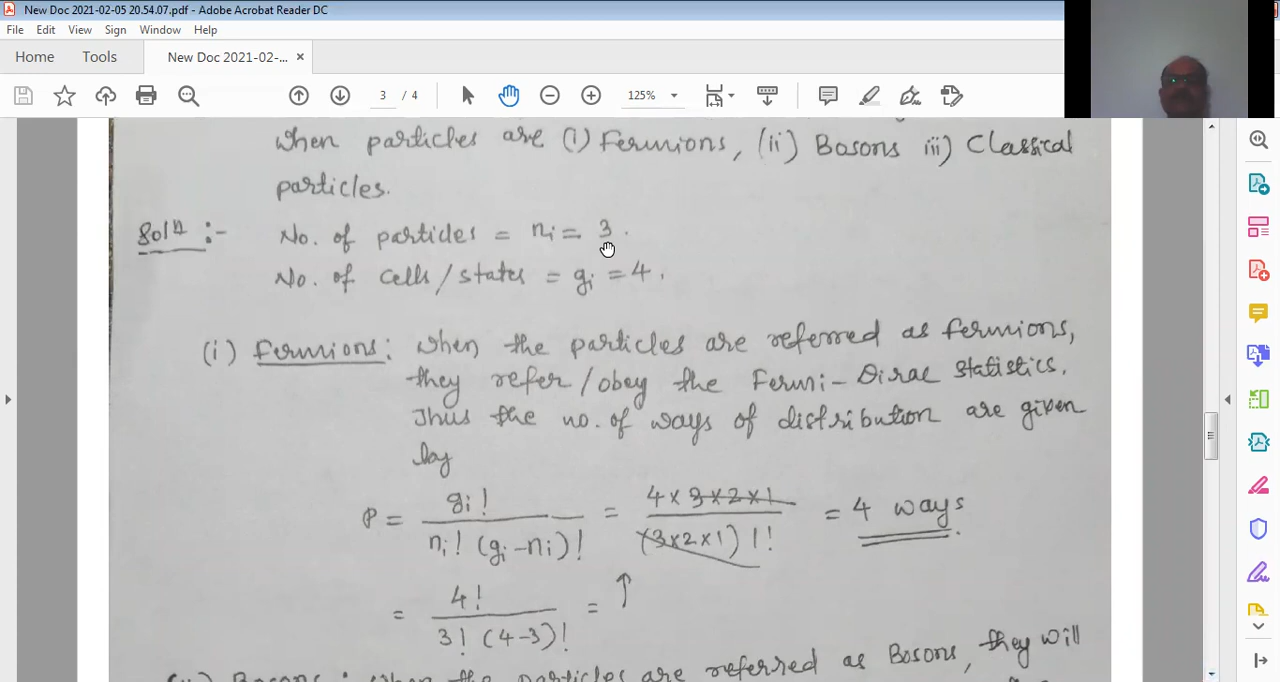 New Doc 2021-02-05 20.54.07.pdf - Adobe Acrobat Reader DC
File Edit View Sign Window Help
Home Tools New Doc 2021-02-... ×
3 / 4 125%
when particles are (i) Fermions, (ii) Bosons iii) Classical
particles.
Sol^n :- No. of particles = ni = 3.
No. of cells/states = gi = 4.
(i) Fermions: when the particles are referred as fermions,
they refer/obey the Fermi-Dirac statistics.
Thus the no. of ways of distribution are given
by
P = gi! / ni! (gi-ni)! = 4×3×2×1 / (3×2×1) 1! = 4 ways.
= 4! / 3! (4-3)! = ↑
when the particles are referred as Bosons, they will